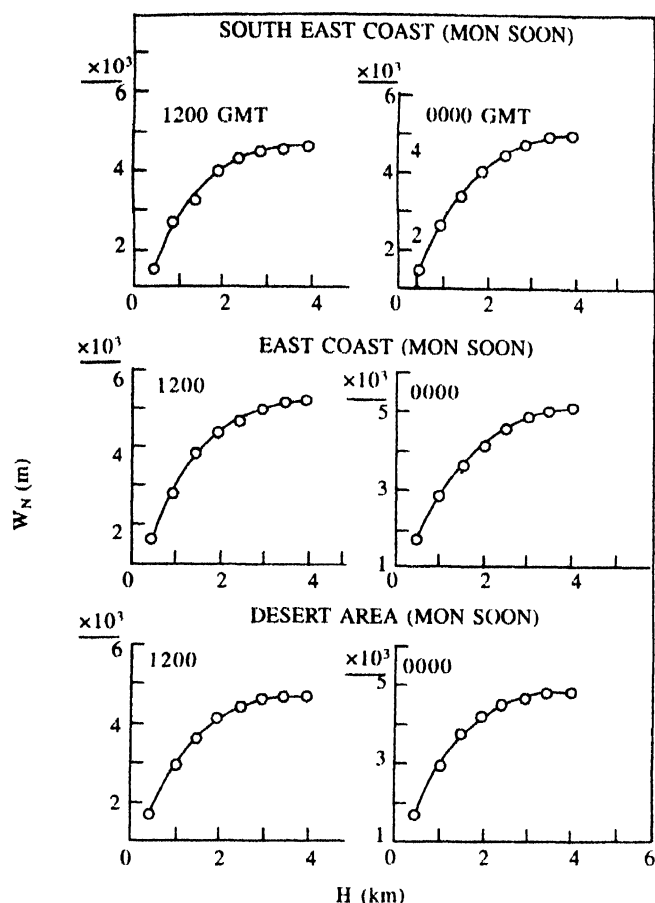 SOUTH EAST COAST (MON SOON)
×10³ ×10³
6 6
1200 GMT 0000 GMT
4 4
2 2 2
0 2 4 0 2 4
EAST COAST (MON SOON)
×10³ ×10³
6 1200 0000
5
4
3
2
1
0 2 4 0 2 4
W_N (m)
DESERT AREA (MON SOON)
×10³ ×10³
6 1200 0000
5
4
3
2
1
0 2 4 0 2 4 6
H (km)